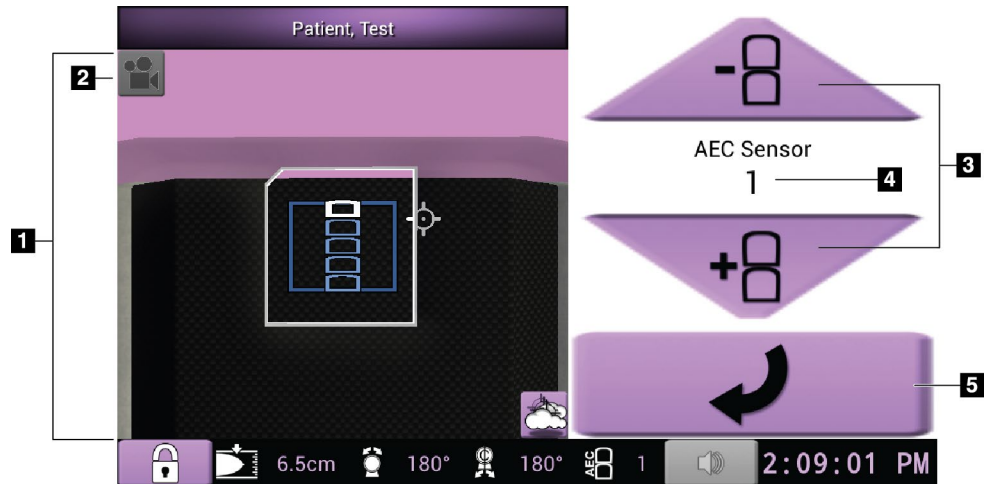 Patient, Test
2
1
AEC Sensor
1
4
3
5
6.5cm
180°
180°
AEC
1
2:09:01 PM